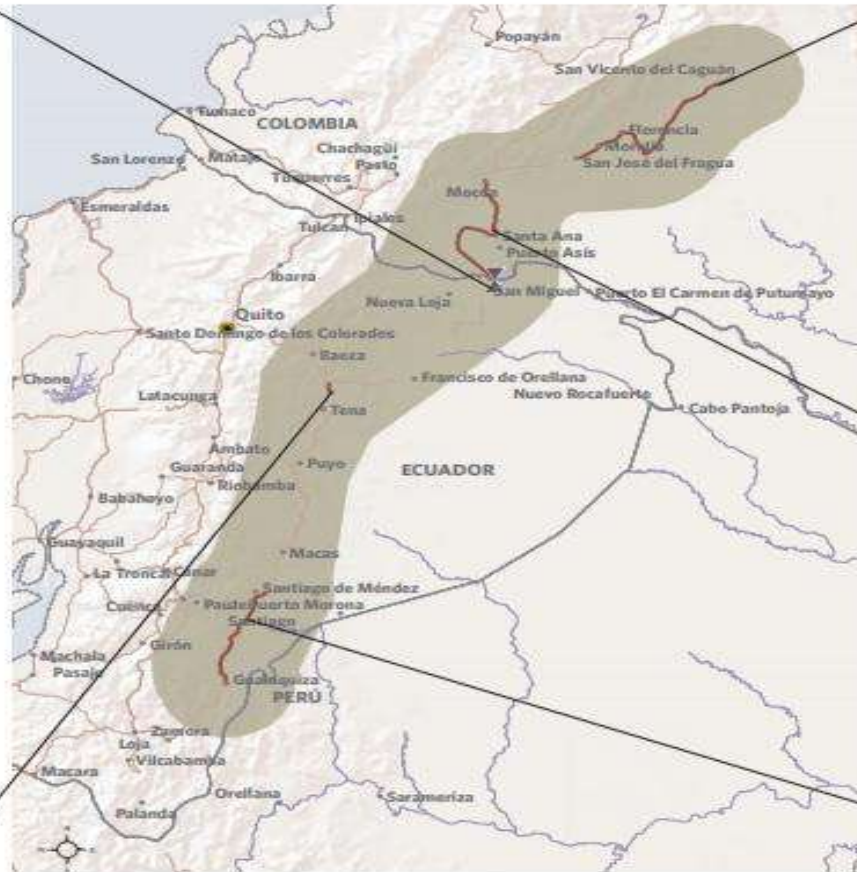 Popayán
San Vicente del Caguán
Tumaco
COLOMBIA
Florencia
Chachagüí
Morelia
San Lorenzo
Mataje
Pasto
San José del Fragua
Túquerres
Mocoa
Esmeraldas
Ipiales
Tulcán
Santa Ana
Puerto Asís
Ibarra
Nueva Loja
San Miguel
Puerto El Carmen de Putumayo
Quito
Santo Domingo de los Colorados
Baeza
Chone
Francisco de Orellana
Latacunga
Nuevo Rocafuerte
Tena
Cabo Pantoja
Ambato
Guaranda
Puyo
ECUADOR
Riobamba
Babahoyo
Guayaquil
Macas
La Troncal
Cañar
Santiago de Méndez
Cuenca
Paute
Puerto Morona
Santiago
Girón
Machala
Pasaje
Gualaquiza
PERÚ
Zamora
Loja
Vilcabamba
Macara
Orellana
Sarameriza
Palanda